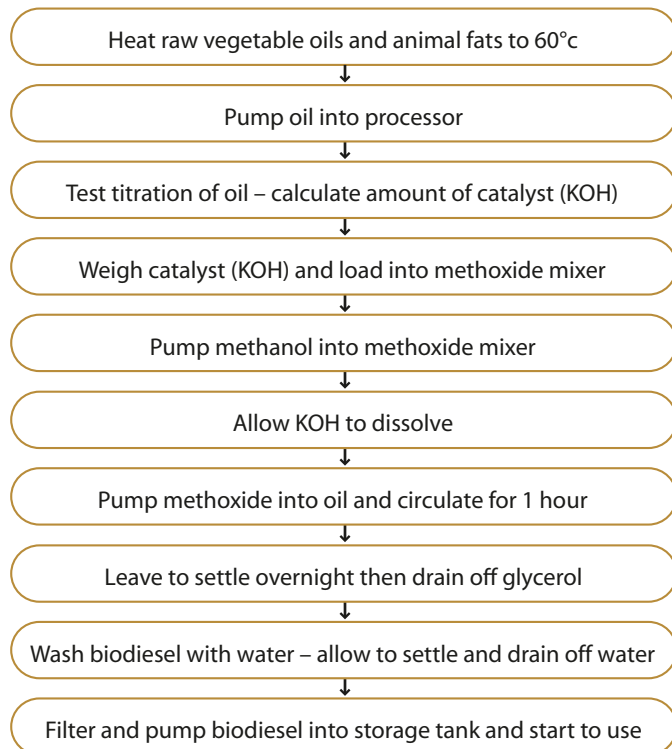 Heat raw vegetable oils and animal fats to 60°c
Pump oil into processor
Test titration of oil – calculate amount of catalyst (KOH)
Weigh catalyst (KOH) and load into methoxide mixer
Pump methanol into methoxide mixer
Allow KOH to dissolve
Pump methoxide into oil and circulate for 1 hour
Leave to settle overnight then drain off glycerol
Wash biodiesel with water – allow to settle and drain off water
Filter and pump biodiesel into storage tank and start to use